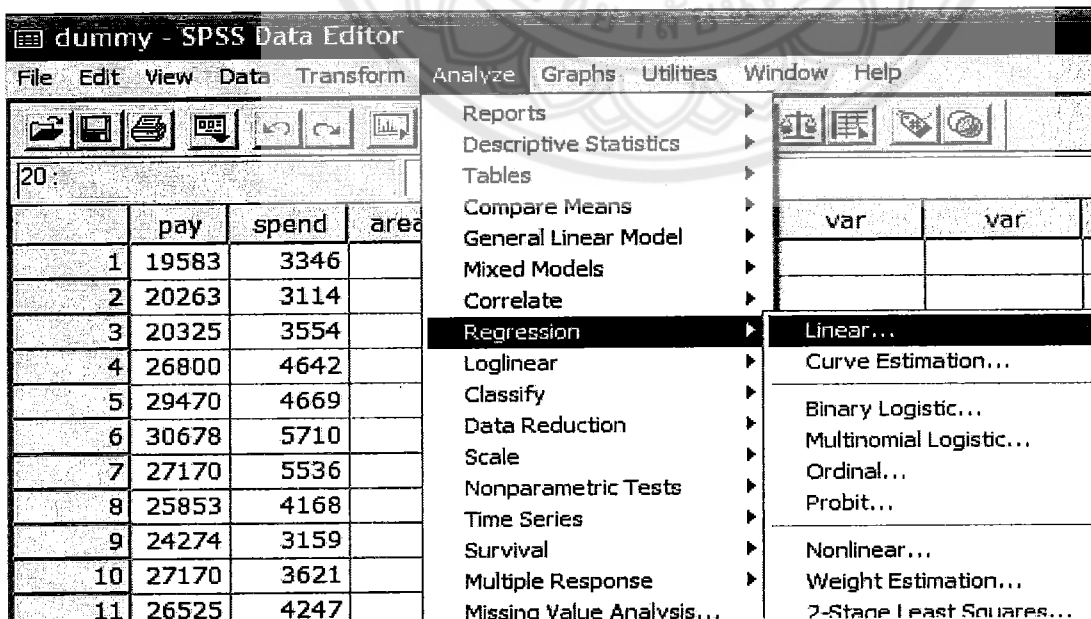 dummy - SPSS Data Editor
File Edit View Data Transform Analyze Graphs Utilities Window Help
20 :
pay spend area var var
1 19583 3346
2 20263 3114
3 20325 3554
4 26800 4642
5 29470 4669
6 30678 5710
7 27170 5536
8 25853 4168
9 24274 3159
10 27170 3621
11 26525 4247
Reports
Descriptive Statistics
Tables
Compare Means
General Linear Model
Mixed Models
Correlate
Regression
Loglinear
Classify
Data Reduction
Scale
Nonparametric Tests
Time Series
Survival
Multiple Response
Missing Value Analysis...
Linear...
Curve Estimation...
Binary Logistic...
Multinomial Logistic...
Ordinal...
Probit...
Nonlinear...
Weight Estimation...
2-Stage Least Squares...